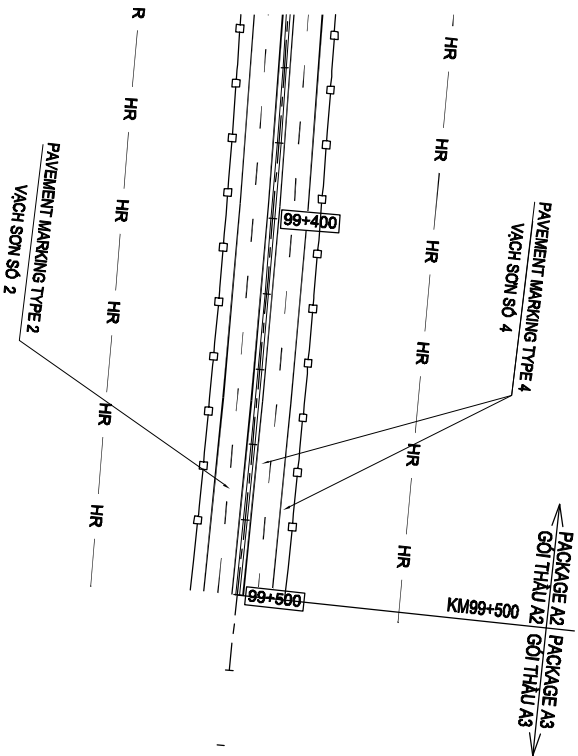 R
HR
HR
HR
HR
HR
HR
HR
HR
HR
HR
HR
99+400
PAVEMENT MARKING TYPE 2
VẠCH SƠN SỐ 2
PAVEMENT MARKING TYPE 4
VẠCH SƠN SỐ 4
99+500
KM99+500
PACKAGE A2
GÓI THẦU A2
PACKAGE A3
GÓI THẦU A3